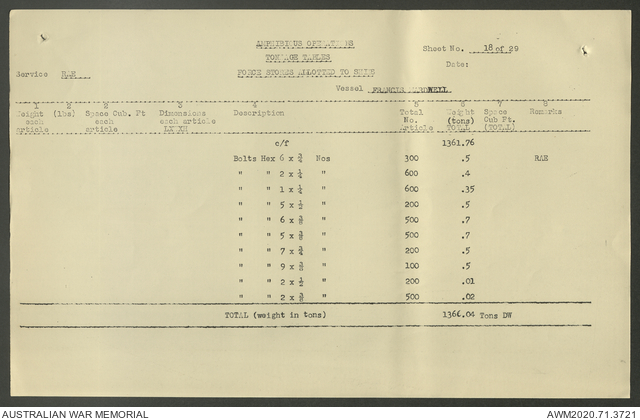 AMPHIBIOUS OPERATIONS
TONNAGE TABLES
FORCE STORES ALLOTTED TO SHIPS
Sheet No. 18 of 29
Date:
Service RAE
Vessel FRANCIS BARDWELL
1 2 2 3 4 5 6 7 8
Weight (lbs) Space Cub. Ft Dimensions Description Total Weight Space Remarks
each each each article No. (tons) Cub Ft.
article article Article TOTAL (TOTAL)
c/f 1361.76
Bolts Hex 6 x ¾ Nos 300 .5 RAE
" " 2 x ¼ " 600 .4
" " 1 x ¼ " 600 .35
" " 5 x ½ " 200 .5
" " 6 x ⅜ " 500 .7
" " 5 x ⅜ " 500 .7
" " 7 x ¾ " 200 .5
" " 9 x " 100 .5
" " 2 x ½ " 200 .01
" " 2 x ⅜ " 500 .02
TOTAL (weight in tons) 1366.04 Tons DW
AUSTRALIAN WAR MEMORIAL
AWM2020.71.3721